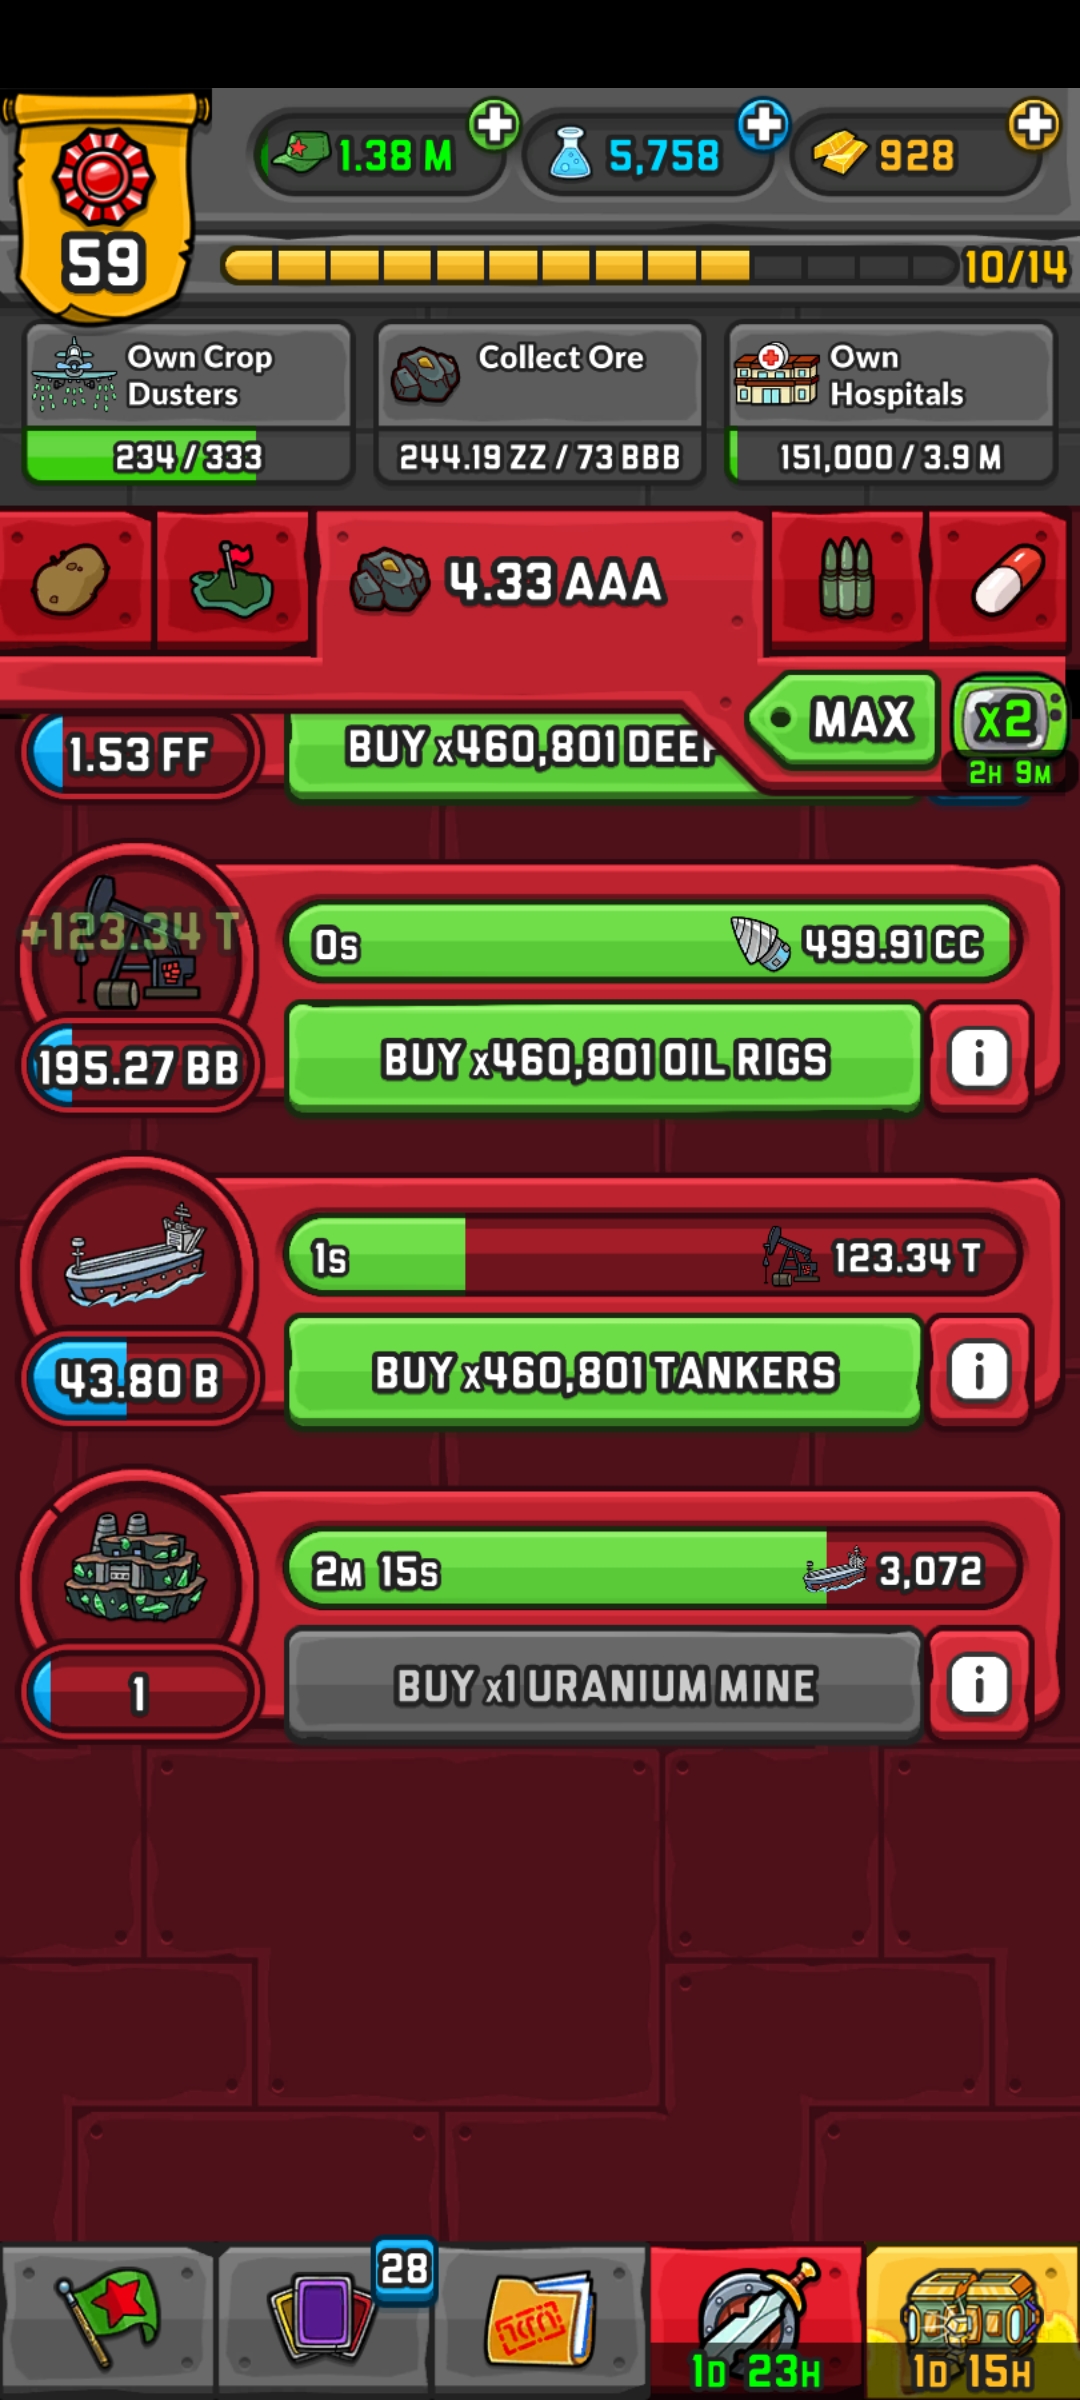 1.38 M
5,758
928
59
10/14
Own Crop
Dusters
234 / 333
Collect Ore
244.19 ZZ / 73 BBB
Own
Hospitals
151,000 / 3.9 M
4.33 AAA
MAX
x2
2H 9M
1.53 FF
BUY x460,801 DEEP
+123.34 T
0s
499.91 CC
195.27 BB
BUY x460,801 OIL RIGS
i
1s
123.34 T
43.80 B
BUY x460,801 TANKERS
i
2M 15s
3,072
1
BUY x1 URANIUM MINE
i
28
1D 23H
1D 15H